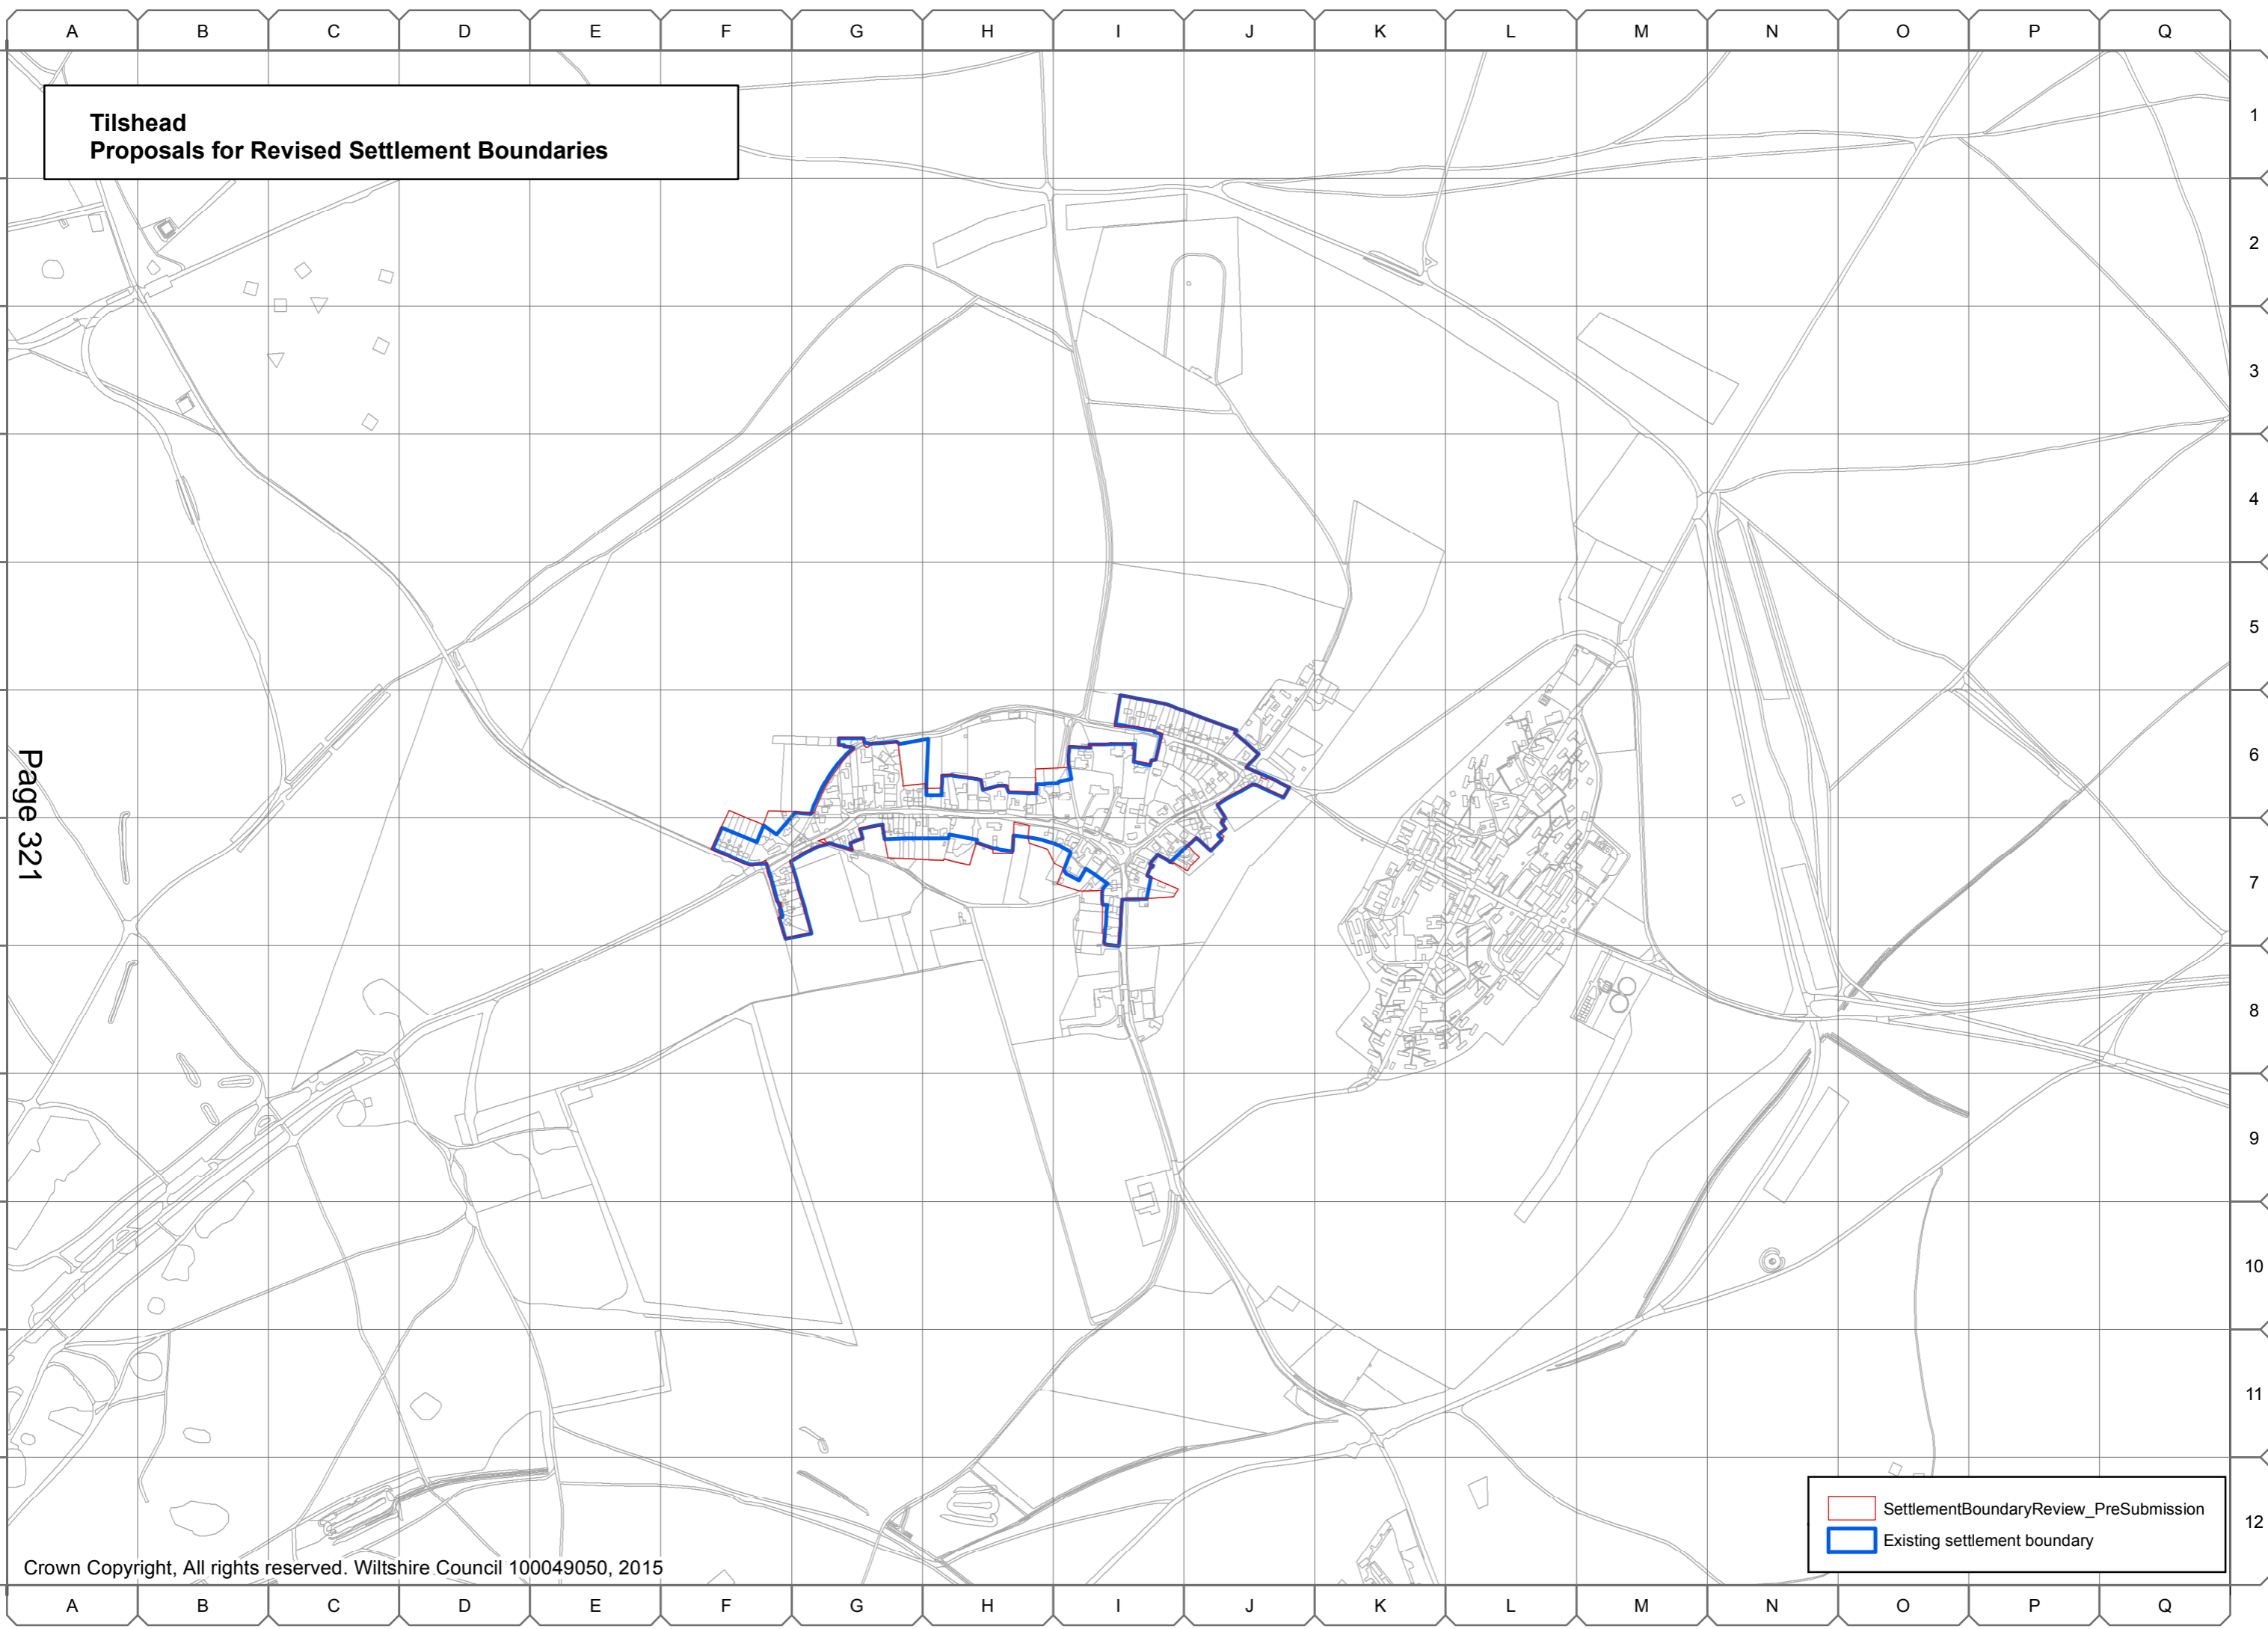 A B C D E F G H I J K L M N O P Q
Tilshead
Proposals for Revised Settlement Boundaries
1
2
3
4
5
6
7
8
9
10
11
12
Page 321
SettlementBoundaryReview_PreSubmission
Existing settlement boundary
Crown Copyright, All rights reserved. Wiltshire Council 100049050, 2015
A B C D E F G H I J K L M N O P Q